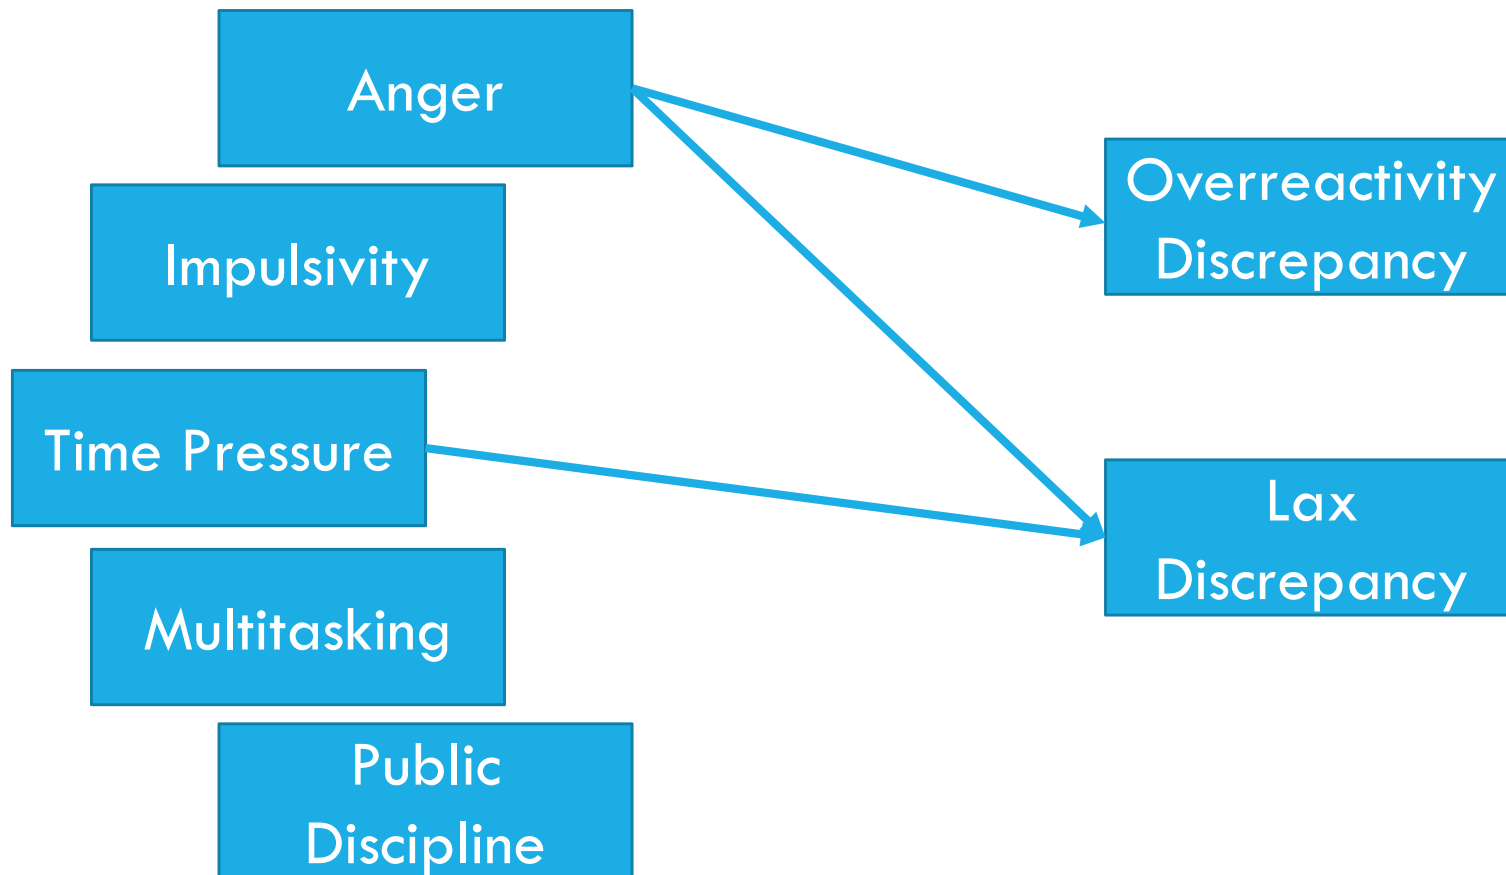 Anger
Impulsivity
Time Pressure
Multitasking
Public
Discipline
Overreactivity
Discrepancy
Lax
Discrepancy